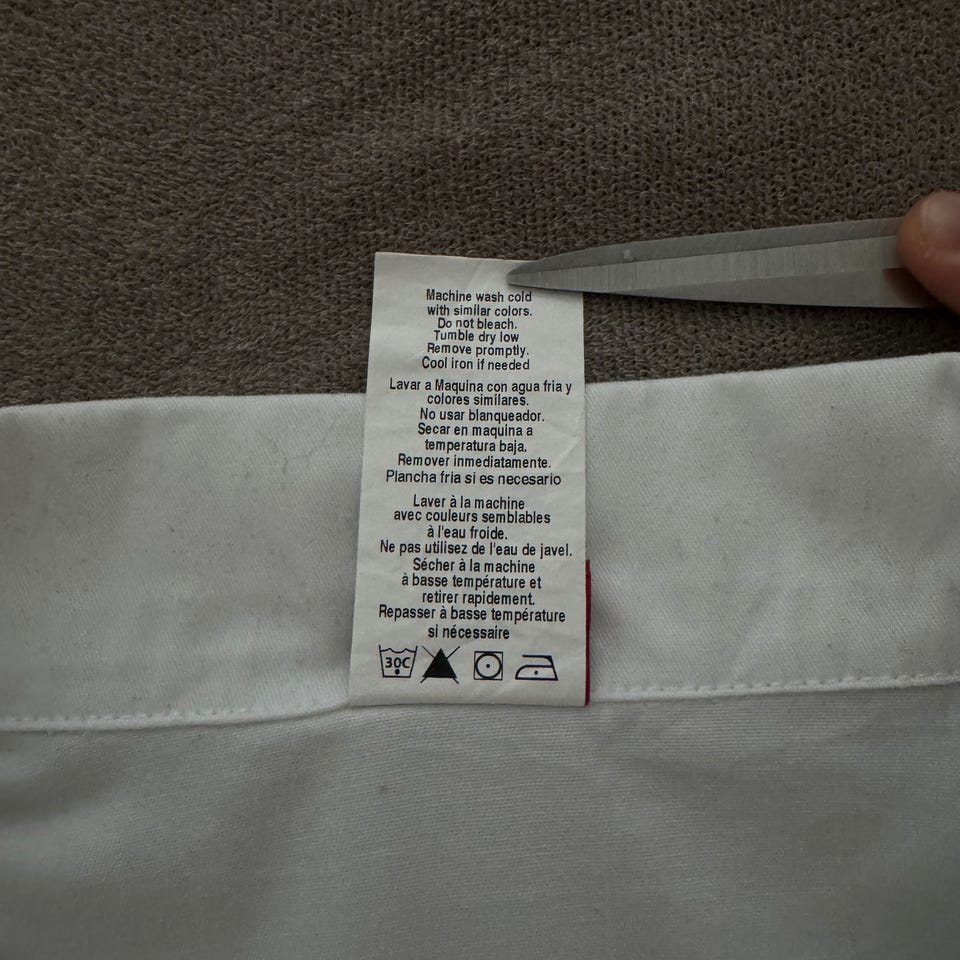 Machine wash cold
with similar colors.
Do not bleach.
Tumble dry low
Remove promptly.
Cool iron if needed
Lavar a Maquina con agua fria y
colores similares.
No usar blanqueador.
Secar en maquina a
temperatura baja.
Remover inmediatamente.
Plancha fria si es necesario
Laver à la machine
avec couleurs semblables
à l'eau froide.
Ne pas utilisez de l'eau de javel.
Sécher à la machine
à basse température et
retirer rapidement.
Repasser à basse température
si nécessaire
30C